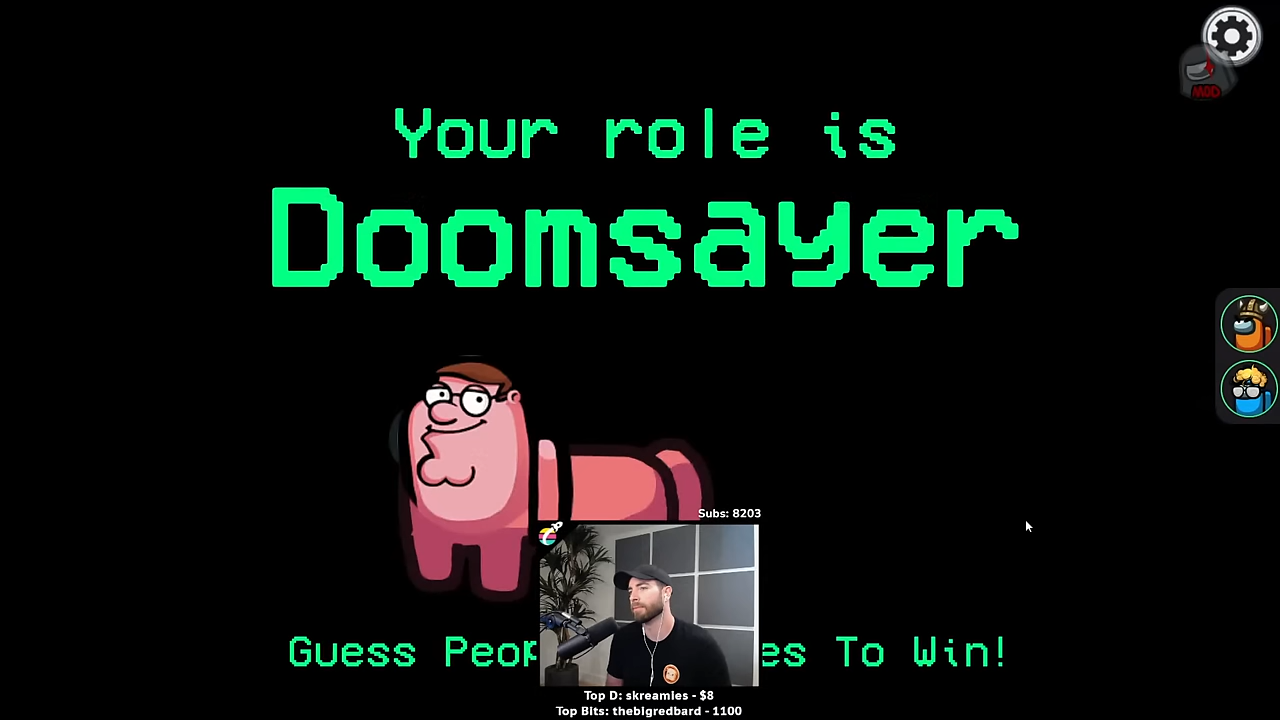 MOD
Your role is
Doomsayer
Subs: 8203
Guess Peop es To Win!
Top D: skreamies - $8
Top Bits: thebigredbard - 1100